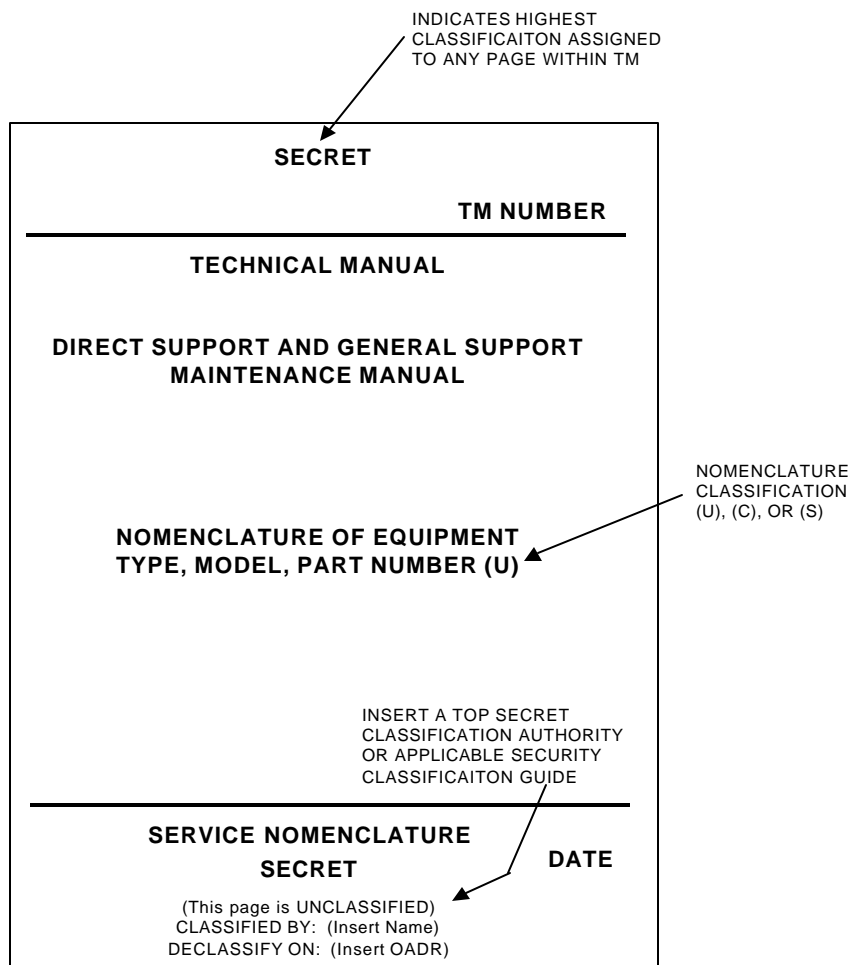 INDICATES HIGHEST
CLASSIFICAITON ASSIGNED
TO ANY PAGE WITHIN TM
SECRET
TM NUMBER
TECHNICAL MANUAL
DIRECT SUPPORT AND GENERAL SUPPORT
MAINTENANCE MANUAL
NOMENCLATURE
CLASSIFICATION
(U), (C), OR (S)
NOMENCLATURE OF EQUIPMENT
TYPE, MODEL, PART NUMBER (U)
INSERT A TOP SECRET
CLASSIFICATION AUTHORITY
OR APPLICABLE SECURITY
CLASSIFICAITON GUIDE
SERVICE NOMENCLATURE
SECRET
DATE
(This page is UNCLASSIFIED)
CLASSIFIED BY: (Insert Name)
DECLASSIFY ON: (Insert OADR)